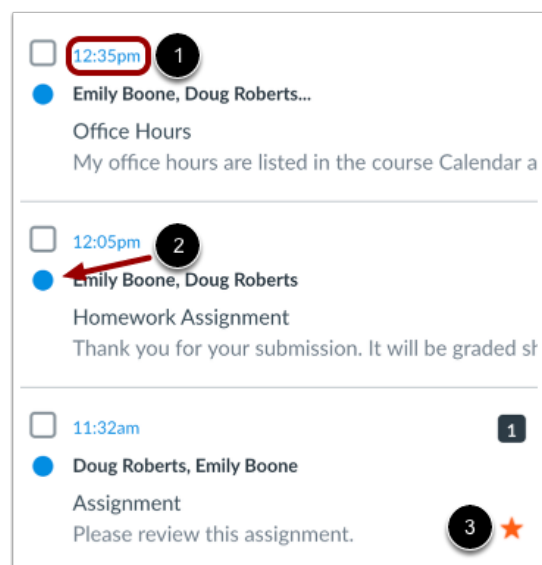 12:35pm 1
Emily Boone, Doug Roberts...
Office Hours
My office hours are listed in the course Calendar a
12:05pm 2
Emily Boone, Doug Roberts
Homework Assignment
Thank you for your submission. It will be graded sh
11:32am 1
Doug Roberts, Emily Boone
Assignment
Please review this assignment. 3